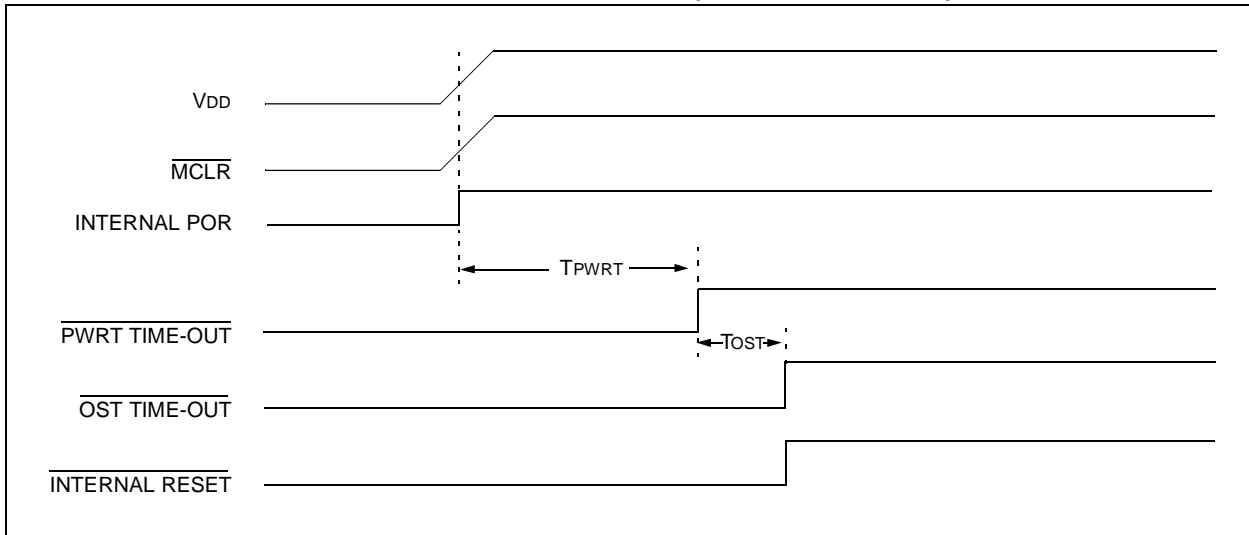 VDD
MCLR
INTERNAL POR
TPWRT
PWRT TIME-OUT
TOST
OST TIME-OUT
INTERNAL RESET